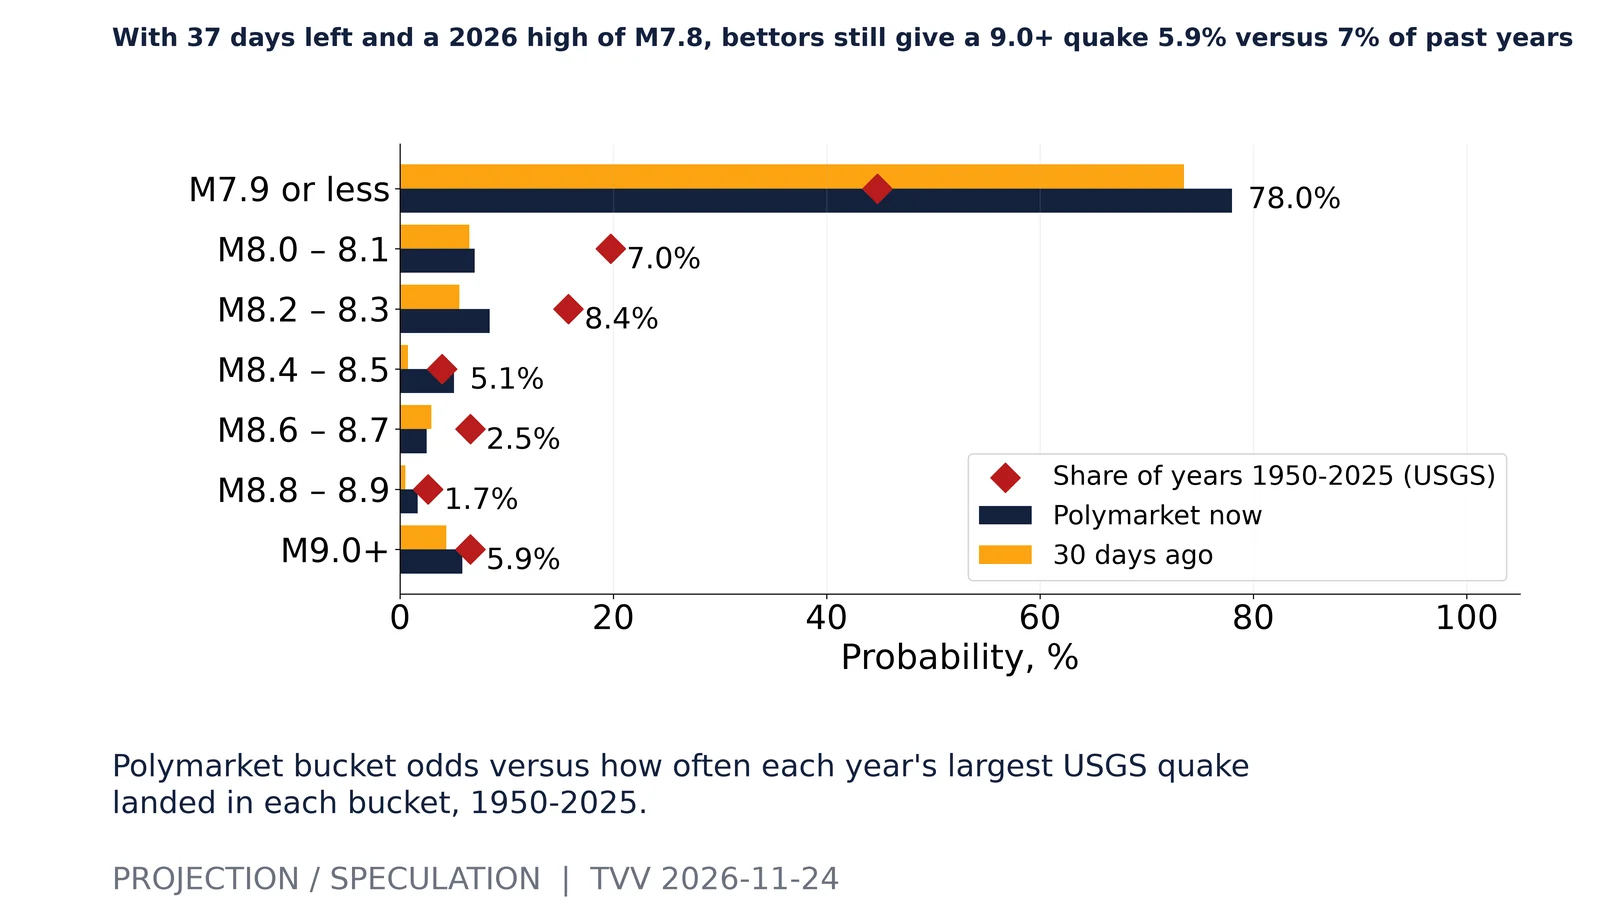 With 37 days left and a 2026 high of M7.8, bettors still give a 9.0+ quake 5.9% versus 7% of past years
M7.9 or less
78.0%
M8.0 – 8.1
7.0%
M8.2 – 8.3
8.4%
M8.4 – 8.5
5.1%
M8.6 – 8.7
2.5%
M8.8 – 8.9
1.7%
M9.0+
5.9%
Share of years 1950-2025 (USGS)
Polymarket now
30 days ago
0 20 40 60 80 100
Probability, %
Polymarket bucket odds versus how often each year's largest USGS quake
landed in each bucket, 1950-2025.
PROJECTION / SPECULATION | TVV 2026-11-24